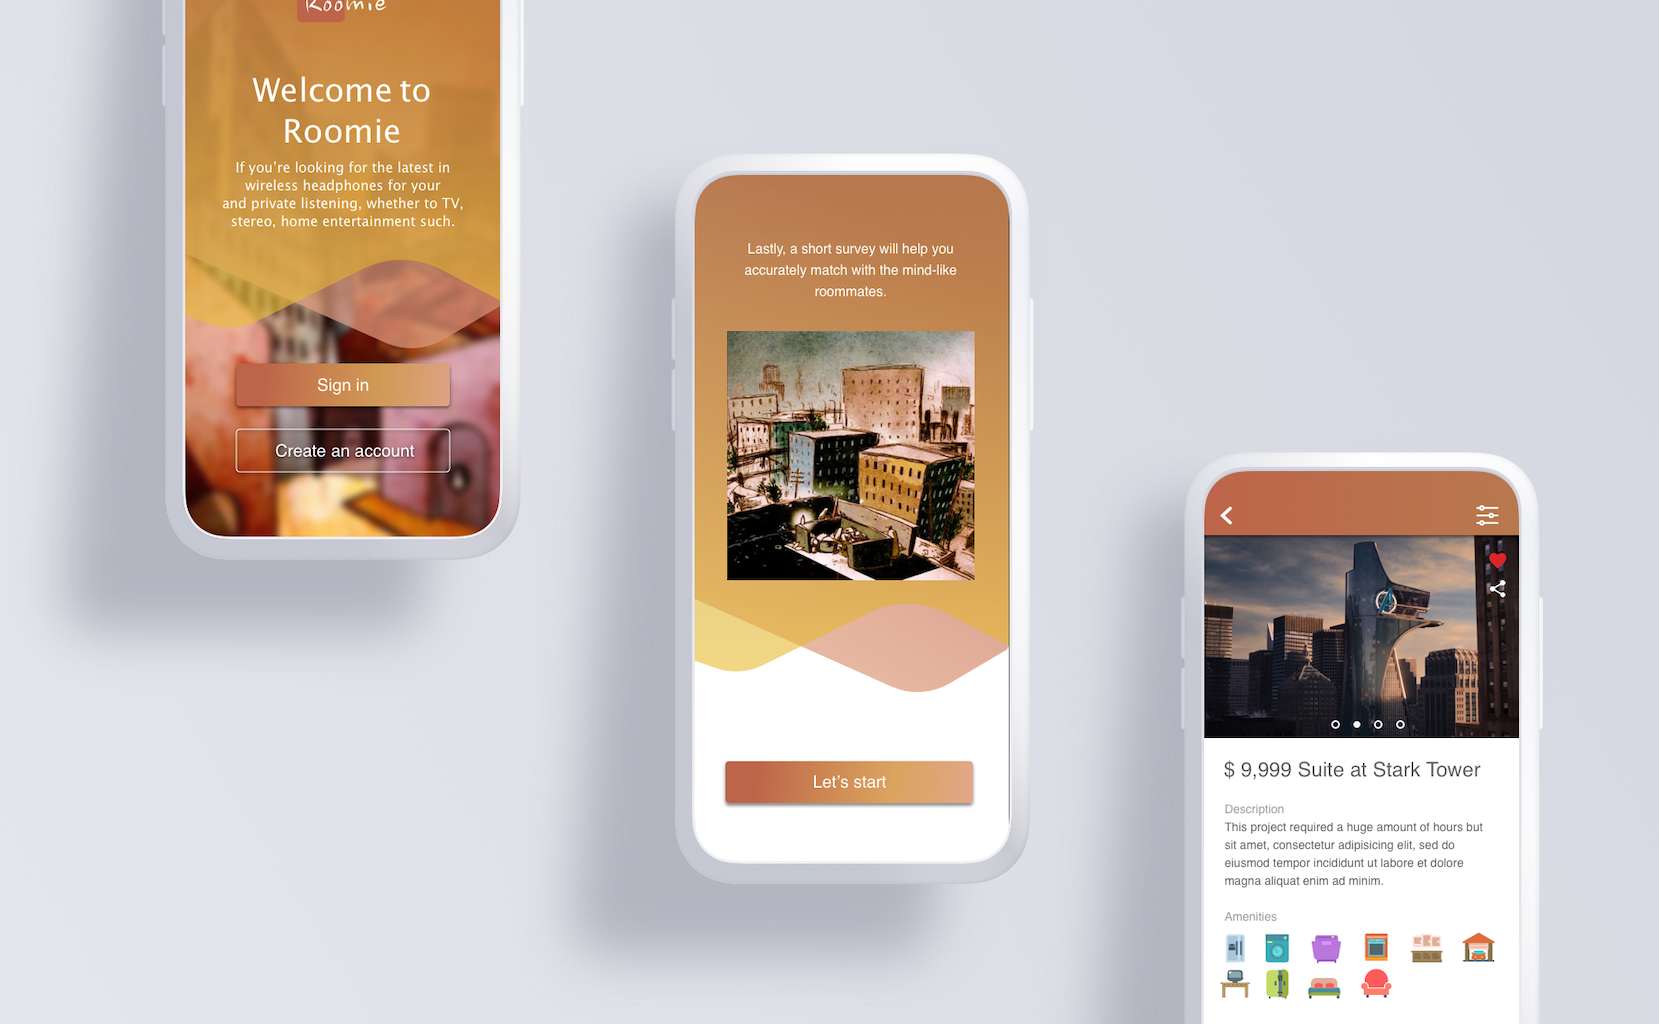 Roomie
Welcome to
Roomie
If you're looking for the latest in
wireless headphones for your
and private listening, whether to TV,
stereo, home entertainment such.
Sign in
Create an account
Lastly, a short survey will help you
accurately match with the mind-like
roommates.
Let's start
$ 9,999 Suite at Stark Tower
Description
This project required a huge amount of hours but
sit amet, consectetur adipisicing elit, sed do
eiusmod tempor incididunt ut labore et dolore
magna aliquat enim ad minim.
Amenities